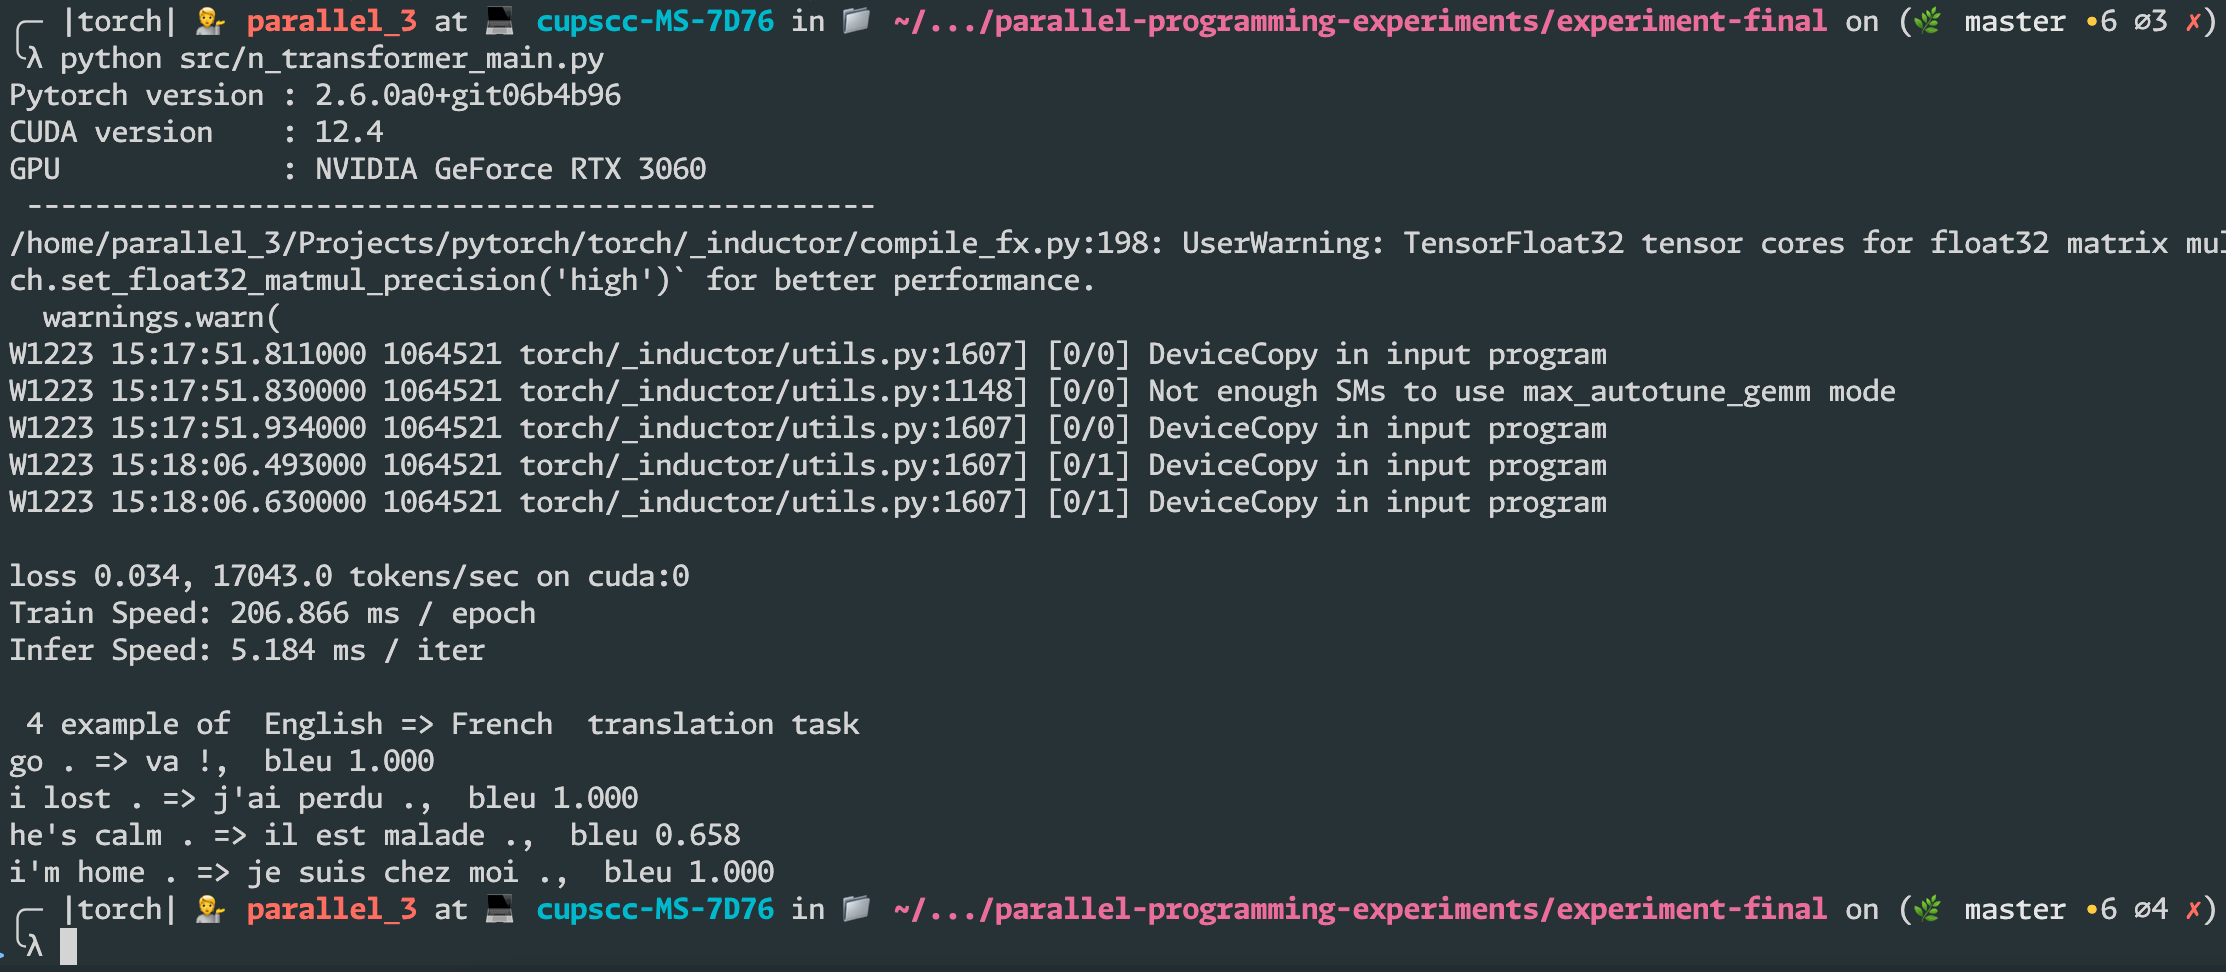 |torch| parallel_3 at cupscc-MS-7D76 in ~/.../parallel-programming-experiments/experiment-final on ( master •6 ⌀3 ✗)
λ python src/n_transformer_main.py
Pytorch version : 2.6.0a0+git06b4b96
CUDA version    : 12.4
GPU             : NVIDIA GeForce RTX 3060
--------------------------------------------------
/home/parallel_3/Projects/pytorch/torch/_inductor/compile_fx.py:198: UserWarning: TensorFloat32 tensor cores for float32 matrix mul
ch.set_float32_matmul_precision('high')` for better performance.
  warnings.warn(
W1223 15:17:51.811000 1064521 torch/_inductor/utils.py:1607] [0/0] DeviceCopy in input program
W1223 15:17:51.830000 1064521 torch/_inductor/utils.py:1148] [0/0] Not enough SMs to use max_autotune_gemm mode
W1223 15:17:51.934000 1064521 torch/_inductor/utils.py:1607] [0/0] DeviceCopy in input program
W1223 15:18:06.493000 1064521 torch/_inductor/utils.py:1607] [0/1] DeviceCopy in input program
W1223 15:18:06.630000 1064521 torch/_inductor/utils.py:1607] [0/1] DeviceCopy in input program
loss 0.034, 17043.0 tokens/sec on cuda:0
Train Speed: 206.866 ms / epoch
Infer Speed: 5.184 ms / iter
4 example of  English => French  translation task
go . => va !,  bleu 1.000
i lost . => j'ai perdu .,  bleu 1.000
he's calm . => il est malade .,  bleu 0.658
i'm home . => je suis chez moi .,  bleu 1.000
|torch| parallel_3 at cupscc-MS-7D76 in ~/.../parallel-programming-experiments/experiment-final on ( master •6 ⌀4 ✗)
λ